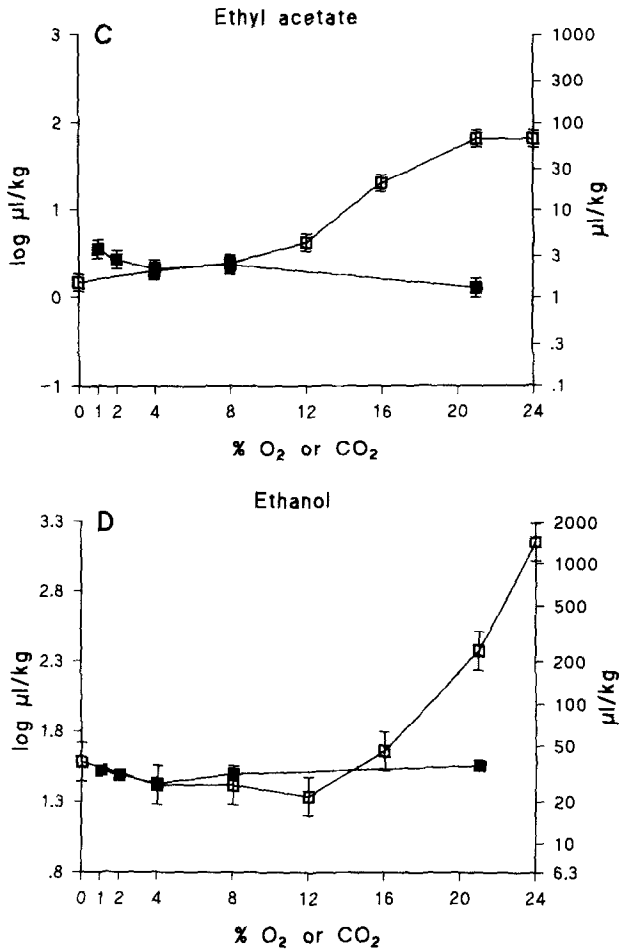 C Ethyl acetate
3 1000
300
2 100
30
log μl/kg 1 10 μl/kg
3
0 1
.3
-1 .1
0 1 2 4 8 12 16 20 24
% O₂ or CO₂
D Ethanol
3.3 2000
1000
2.8
500
2.3 200
log μl/kg 100 μl/kg
1.8 50
1.3 20
10
.8 6.3
0 1 2 4 8 12 16 20 24
% O₂ or CO₂